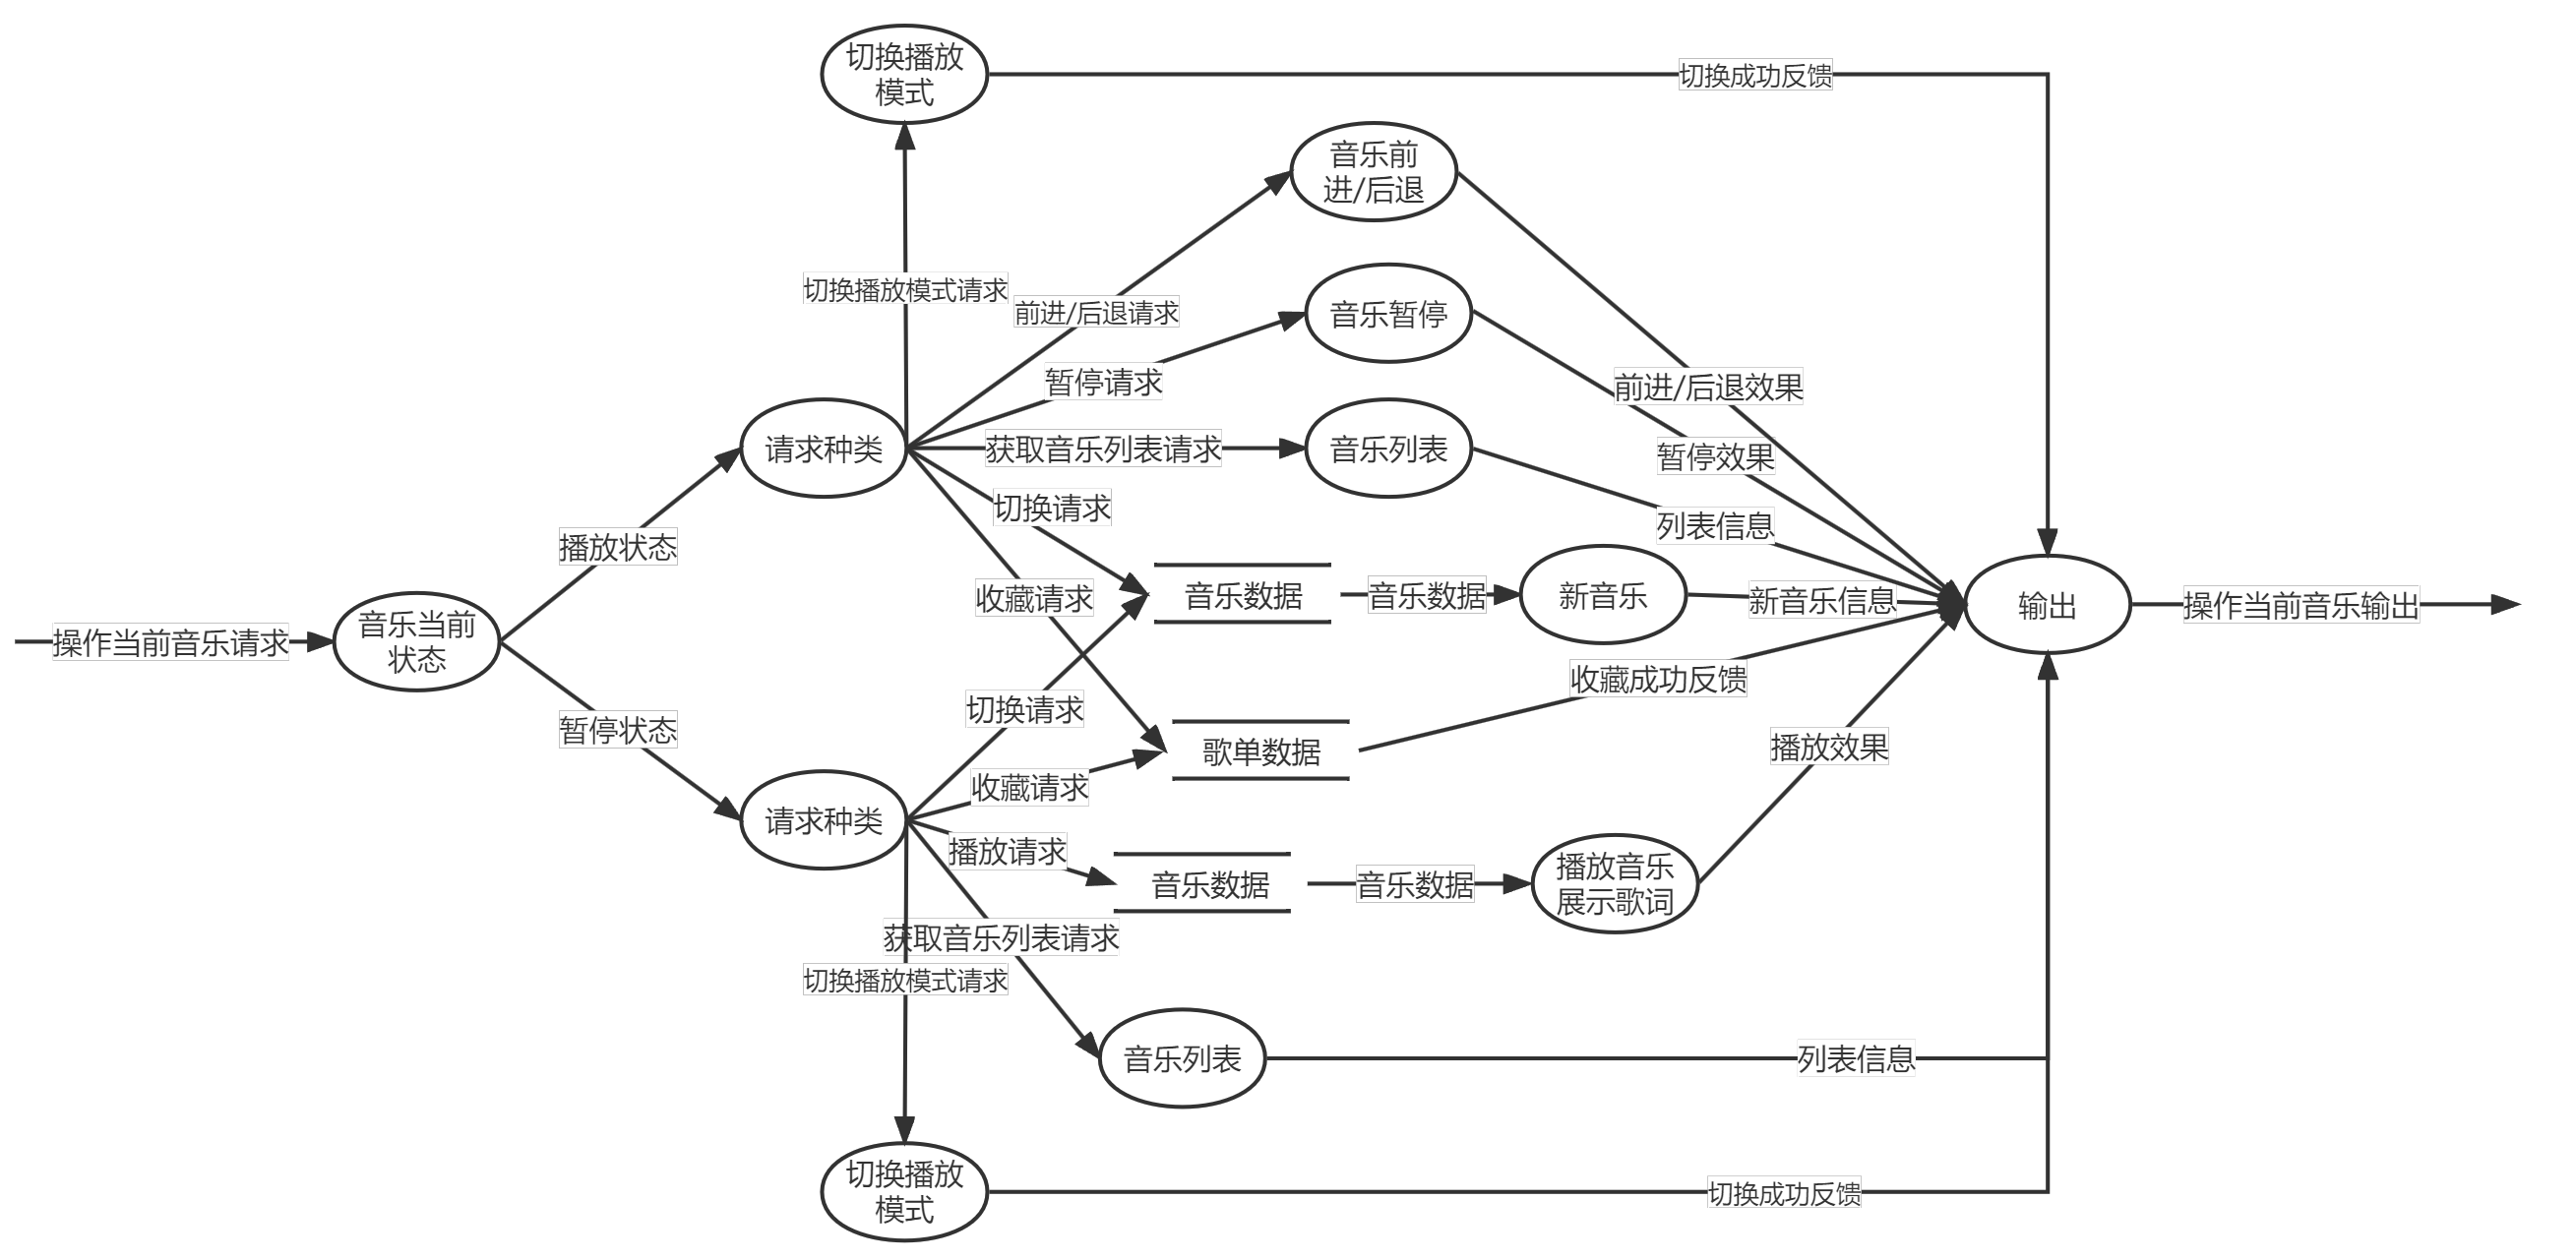 切换播放
模式
切换成功反馈
音乐前
进/后退
切换播放模式请求
前进/后退请求
音乐暂停
暂停请求
前进/后退效果
请求种类
获取音乐列表请求
音乐列表
暂停效果
切换请求
列表信息
播放状态
收藏请求
音乐数据
音乐数据
新音乐
新音乐信息
输出
操作当前音乐输出
操作当前音乐请求
音乐当前
状态
切换请求
收藏成功反馈
暂停状态
歌单数据
播放效果
收藏请求
请求种类
播放请求
音乐数据
音乐数据
播放音乐
展示歌词
获取音乐列表请求
切换播放模式请求
音乐列表
列表信息
切换播放
模式
切换成功反馈